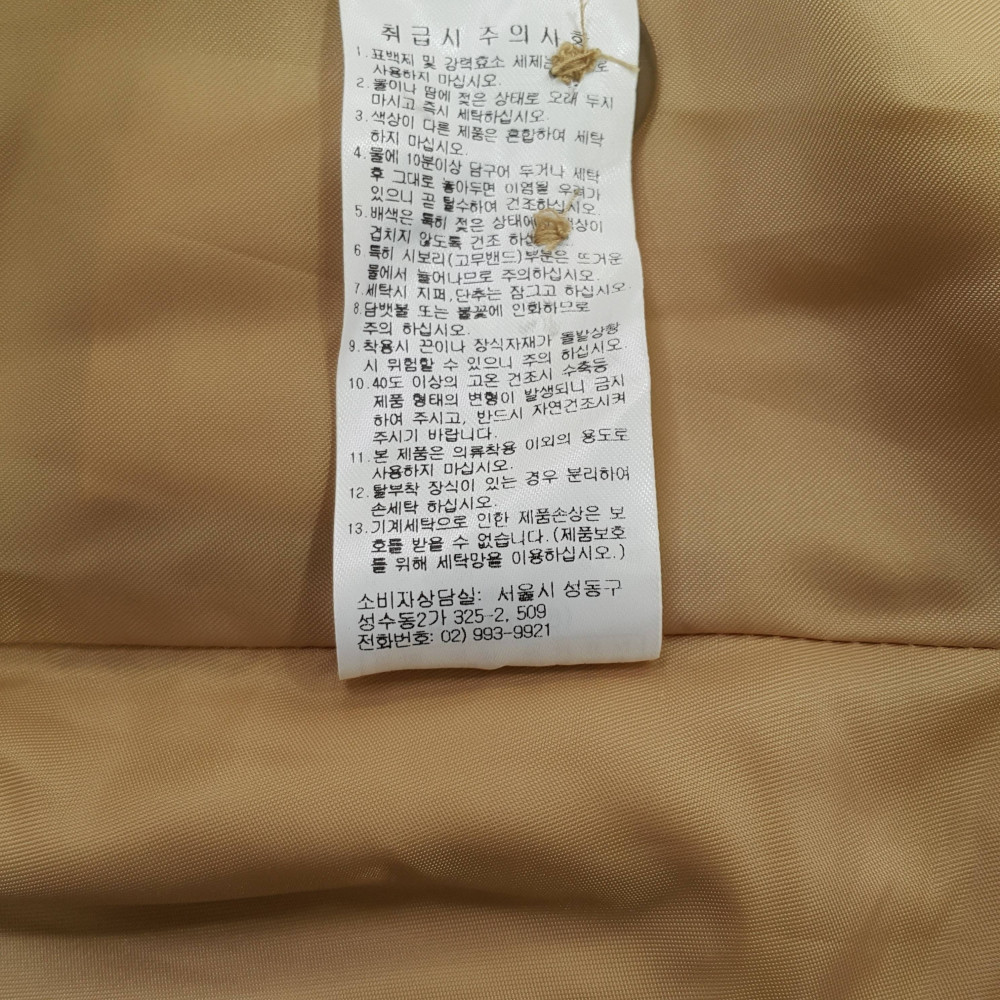 취급시 주의사항
1.표백제 및 강력효소 세제는
사용하지 마십시오.
2.물이나 땀에 젖은 상태로 오래 두시
마시고 즉시 세탁하십시오.
3.색상이 다른 제품은 혼합하여 세탁
하지 마십시오.
4.물에 10분이상 담구어 두거나 세탁
후 그대로 놓아두면 이염될 우려가
있으니 곧 탈수하여 건조하십시오.
5.배색은 특히 젖은 상태에
겹치지 않도록 건조
6 특히 시보리(고무밴드)부분은 뜨거운
물에서 늘어나므로 주의하십시오.
7.세탁시 지퍼,단추는 잠그고 하십시오.
8.담뱃불 또는 불꽃에 인화하므로
주의 하십시오.
9.착용시 끈이나 장식자재가 돌발상황
시 위험할 수 있으니 주의 하십시오.
10.40도 이상의 고온 건조시 수축등
제품 형태의 변형이 발생되니 금지
하여 주시고, 반드시 자연건조시켜
주시기 바랍니다.
11.본 제품은 의류착용 이외의 용도로
사용하지 마십시오.
12.탈부착 장식이 있는 경우 분리하여
손세탁 하십시오.
13.기계세탁으로 인한 제품손상은 보
호를 받을 수 없습니다.(제품보호
를 위해 세탁망을 이용하십시오.)
소비자상담실: 서울시 성동구
성수동2가 325-2, 509
전화번호: 02) 993-9921